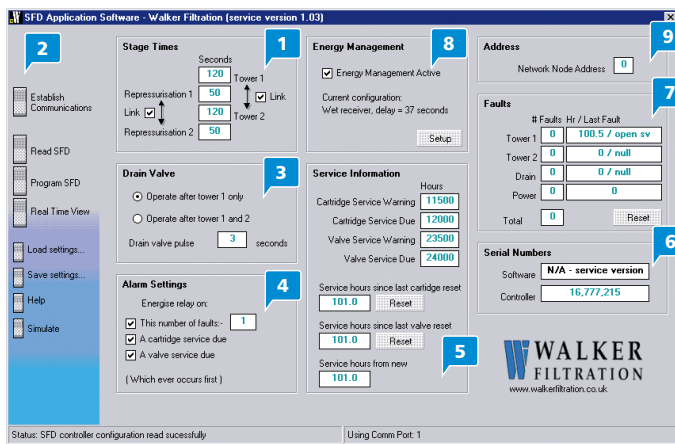 SFD Application Software - Walker Filtration (service version 1.03)
2
Establish
Communications
Read SFD
Program SFD
Real Time View
Load settings...
Save settings...
Help
Simulate
Stage Times
1
Seconds
120 Tower 1
Repressurisation 1 50
Link
Link 120 Tower 2
Repressurisation 2 50
Drain Valve
3
Operate after tower 1 only
Operate after tower 1 and 2
Drain valve pulse 3 seconds
Alarm Settings
4
Energise relay on:
This number of faults:- 1
A cartridge service due
A valve service due
(Which ever occurs first )
Energy Management
8
Energy Management Active
Current configuration:
Wet receiver, delay = 37 seconds
Setup
Service Information
Hours
Cartridge Service Warning 11500
Cartridge Service Due 12000
Valve Service Warning 23500
Valve Service Due 24000
Service hours since last cartridge reset
101.0 Reset
Service hours since last valve reset
101.0 Reset
5
Service hours from new
101.0
Address
9
Network Node Address 0
Faults
7
# Faults Hr / Last Fault
Tower 1 0 100.5 / open sv
Tower 2 0 0 / null
Drain 0 0 / null
Power 0 0
Total 0 Reset
Serial Numbers
6
Software N/A - service version
Controller 16,777,215
WALKER
FILTRATION
www.walkerfiltration.co.uk
Status: SFD controller configuration read sucessfully
Using Comm Port: 1